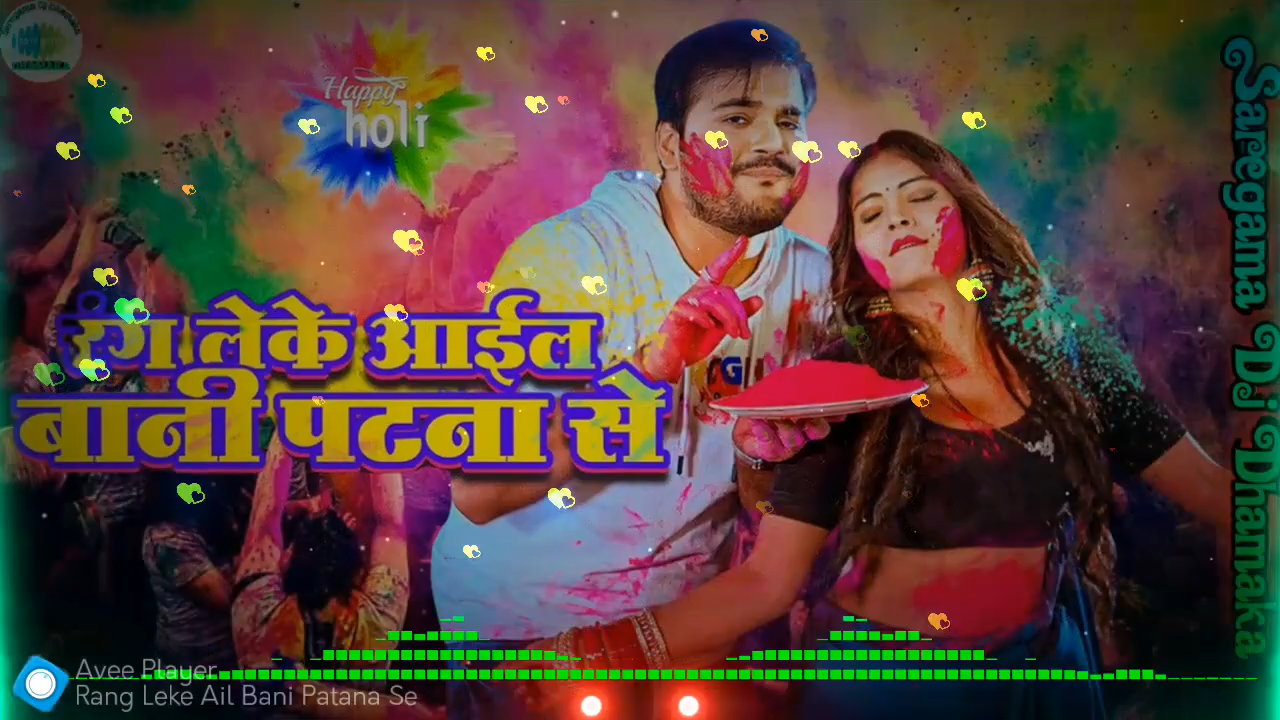 Happy
holi
रंग लेके आईल
बानी पटना से
Saregama Dj Dhamaka
Avee Player
Rang Leke Ail Bani Patana Se